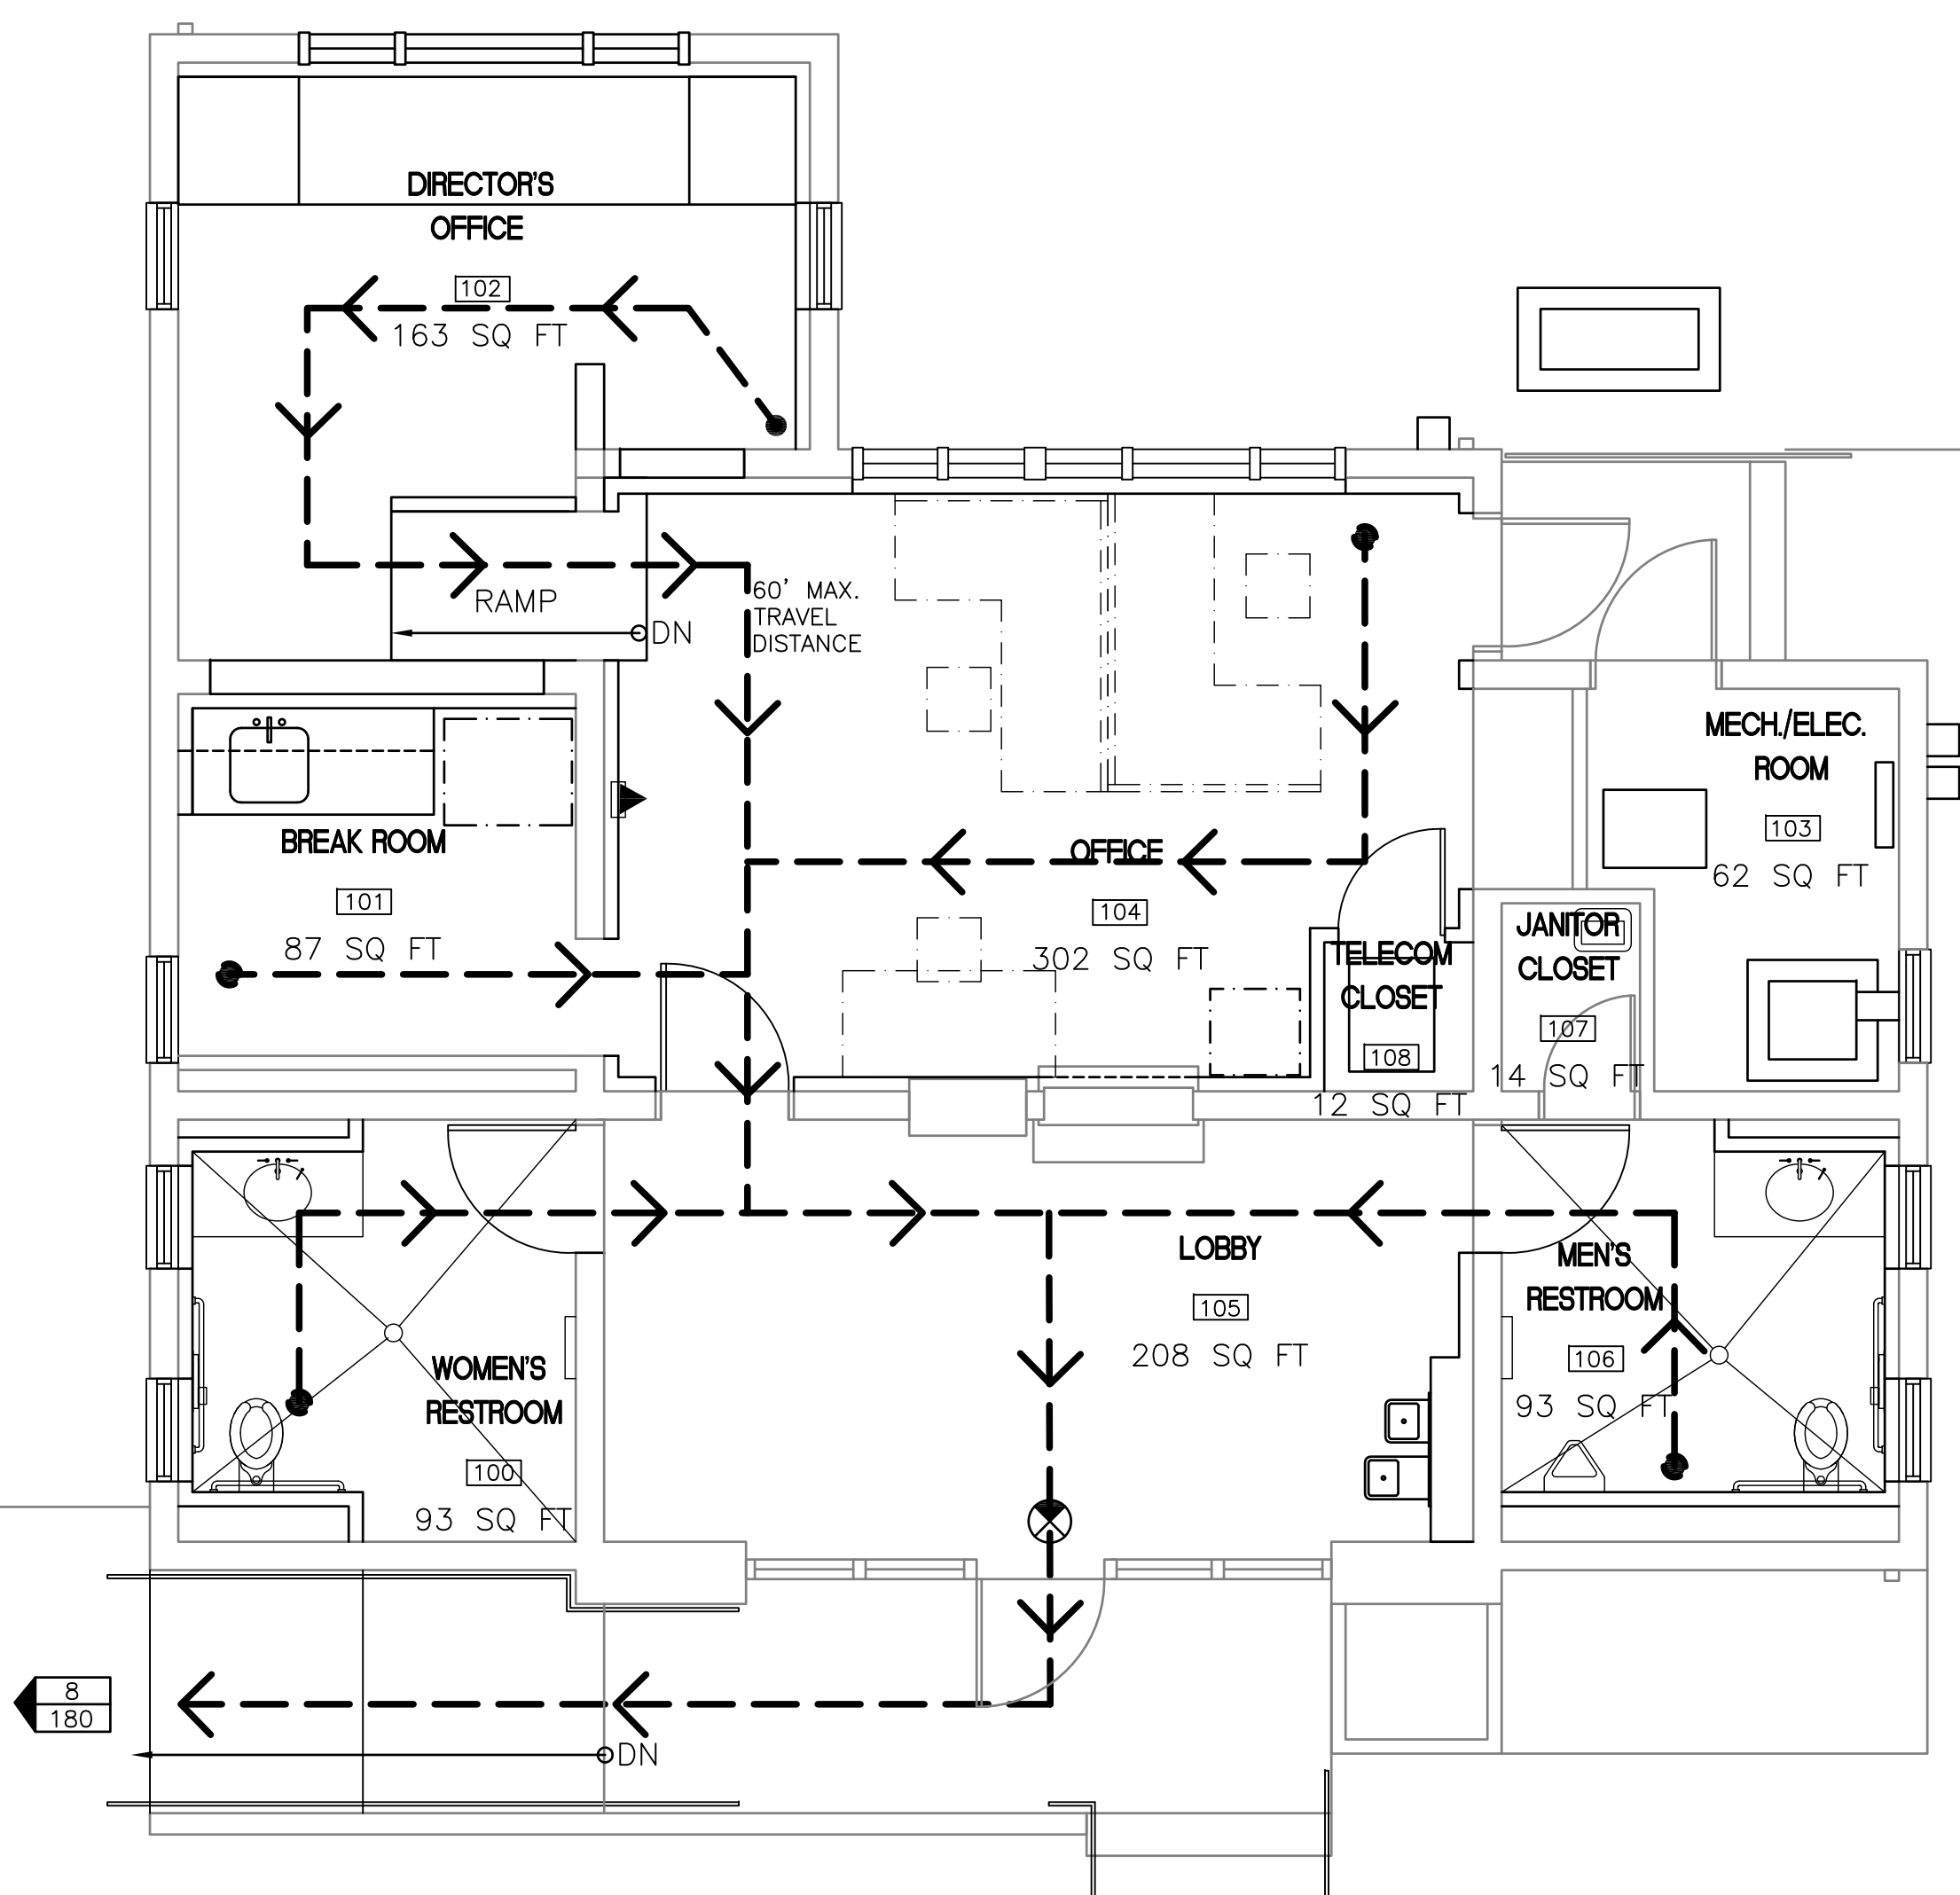 DIRECTOR'S
OFFICE
102
163 SQ FT
RAMP
DN
60' MAX.
TRAVEL
DISTANCE
MECH./ELEC.
ROOM
103
62 SQ FT
BREAK ROOM
101
87 SQ FT
OFFICE
104
302 SQ FT
TELECOM
CLOSET
108
12 SQ FT
JANITOR
CLOSET
107
14 SQ FT
LOBBY
105
208 SQ FT
MEN'S
RESTROOM
106
93 SQ FT
WOMEN'S
RESTROOM
100
93 SQ FT
8
180
DN